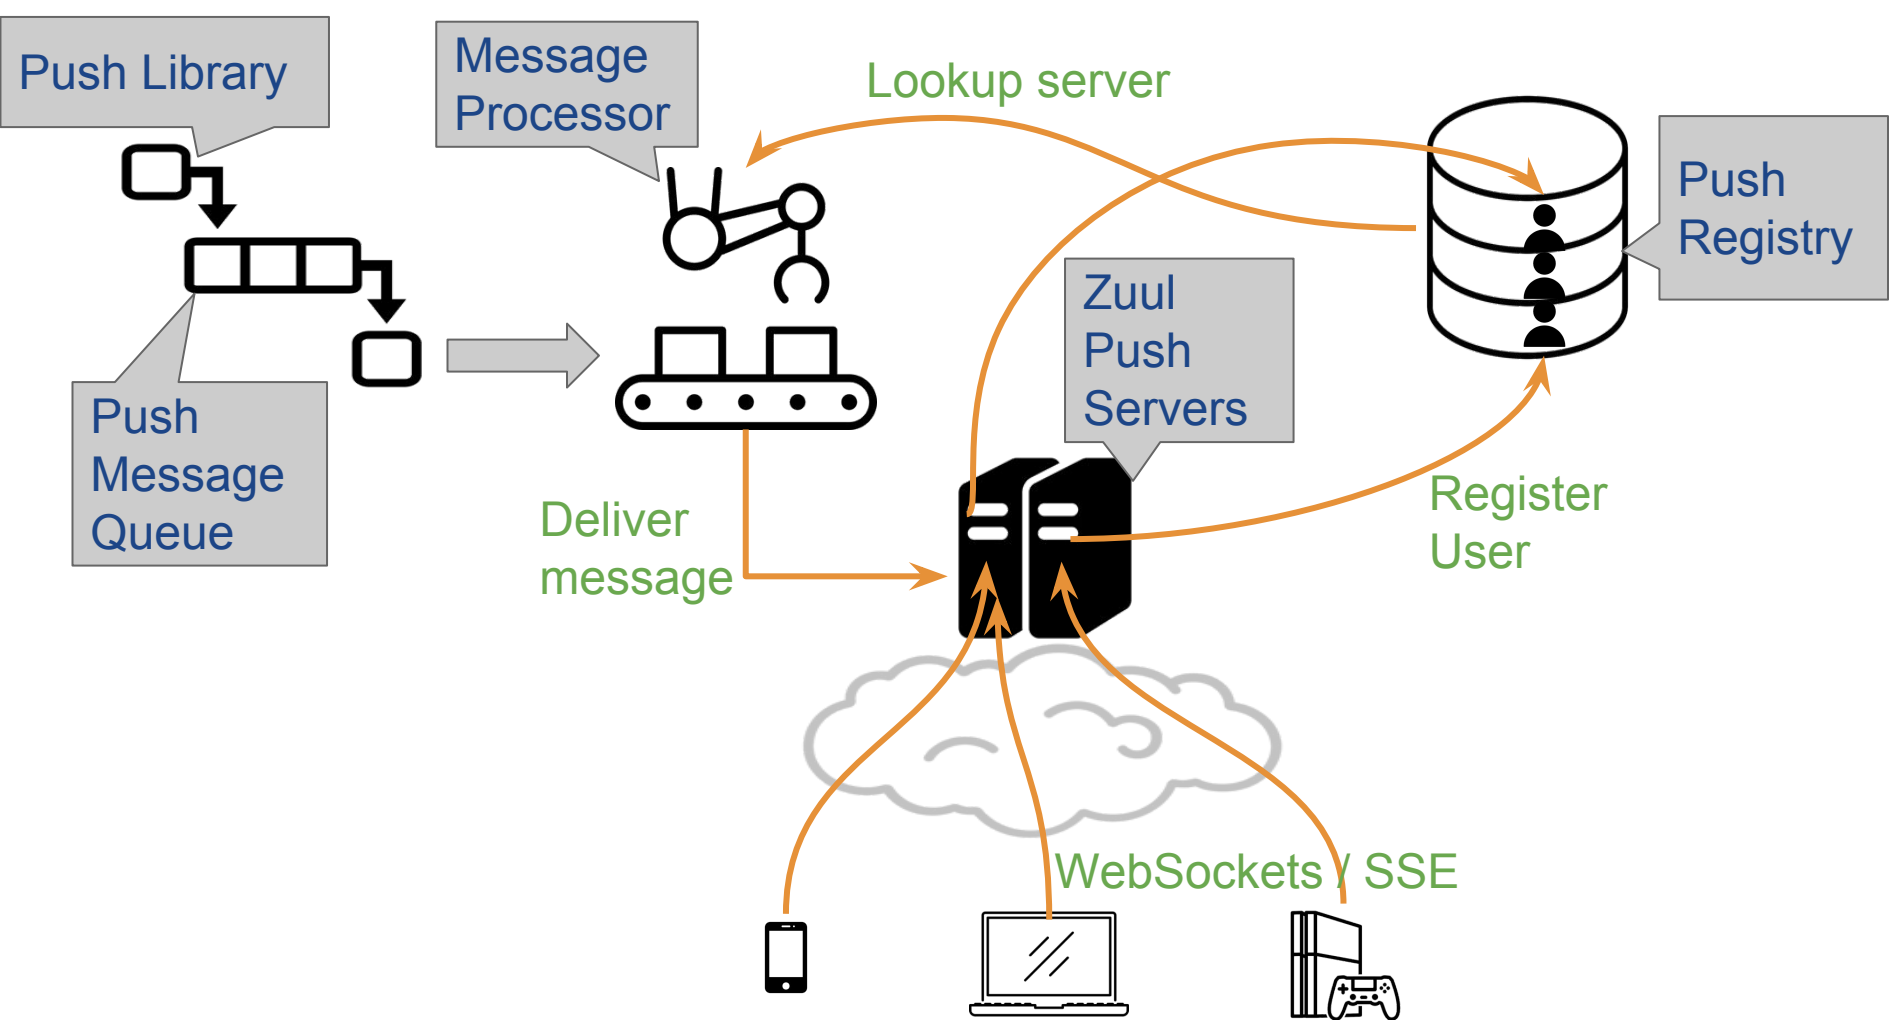 Push Library
Message
Processor
Lookup server
Push
Registry
Zuul
Push
Servers
Push
Message
Queue
Deliver
message
Register
User
WebSockets / SSE